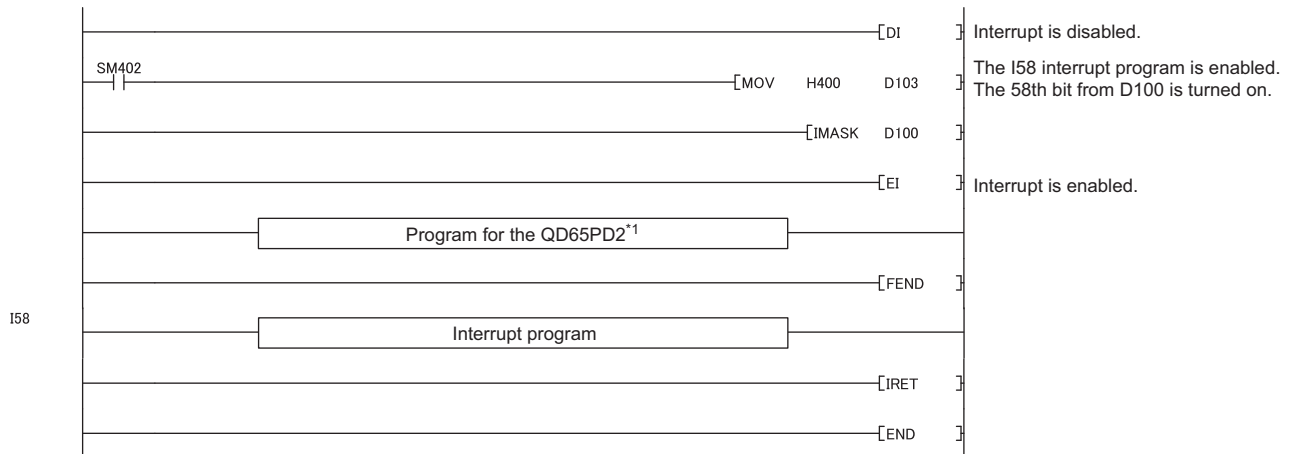 [DI ] Interrupt is disabled.
SM402
[MOV H400 D103 ] The I58 interrupt program is enabled.
The 58th bit from D100 is turned on.
[IMASK D100 ]
[EI ] Interrupt is enabled.
Program for the QD65PD2*1
[FEND ]
I58
Interrupt program
[IRET ]
[END ]